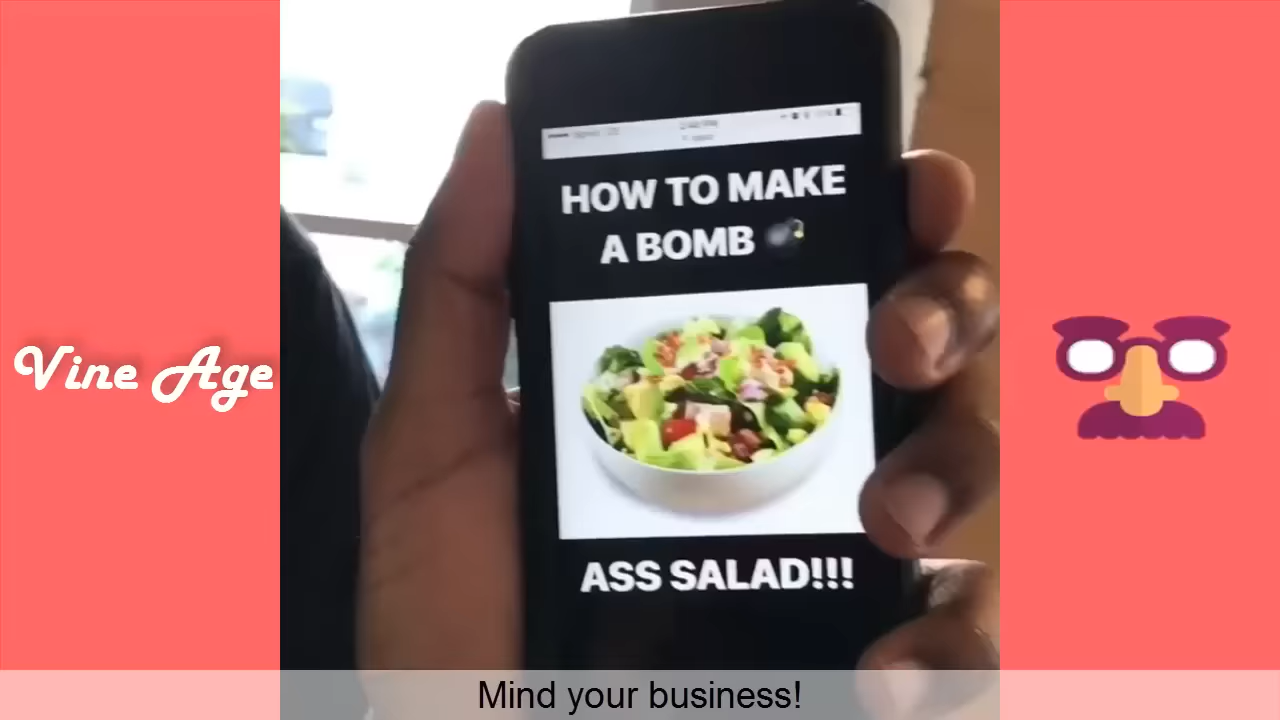 HOW TO MAKE
A BOMB
ASS SALAD!!!
Vine Age
Mind your business!